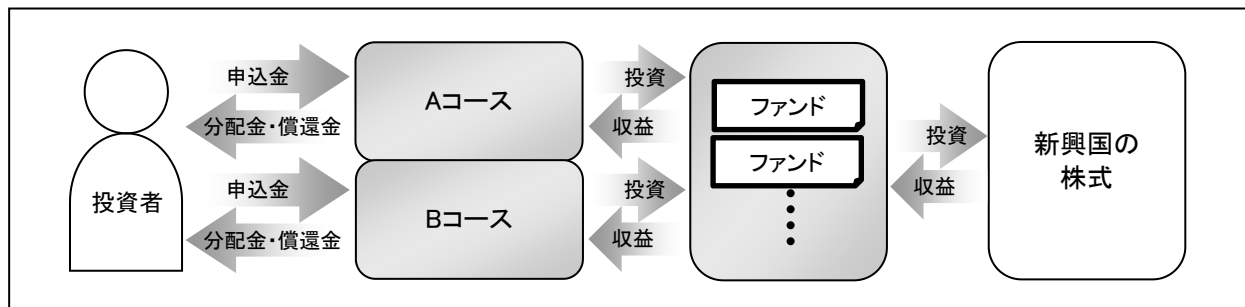 投資者
申込金
分配金・償還金
申込金
分配金・償還金
Aコース
Bコース
投資
収益
投資
収益
ファンド
ファンド
投資
収益
新興国の
株式